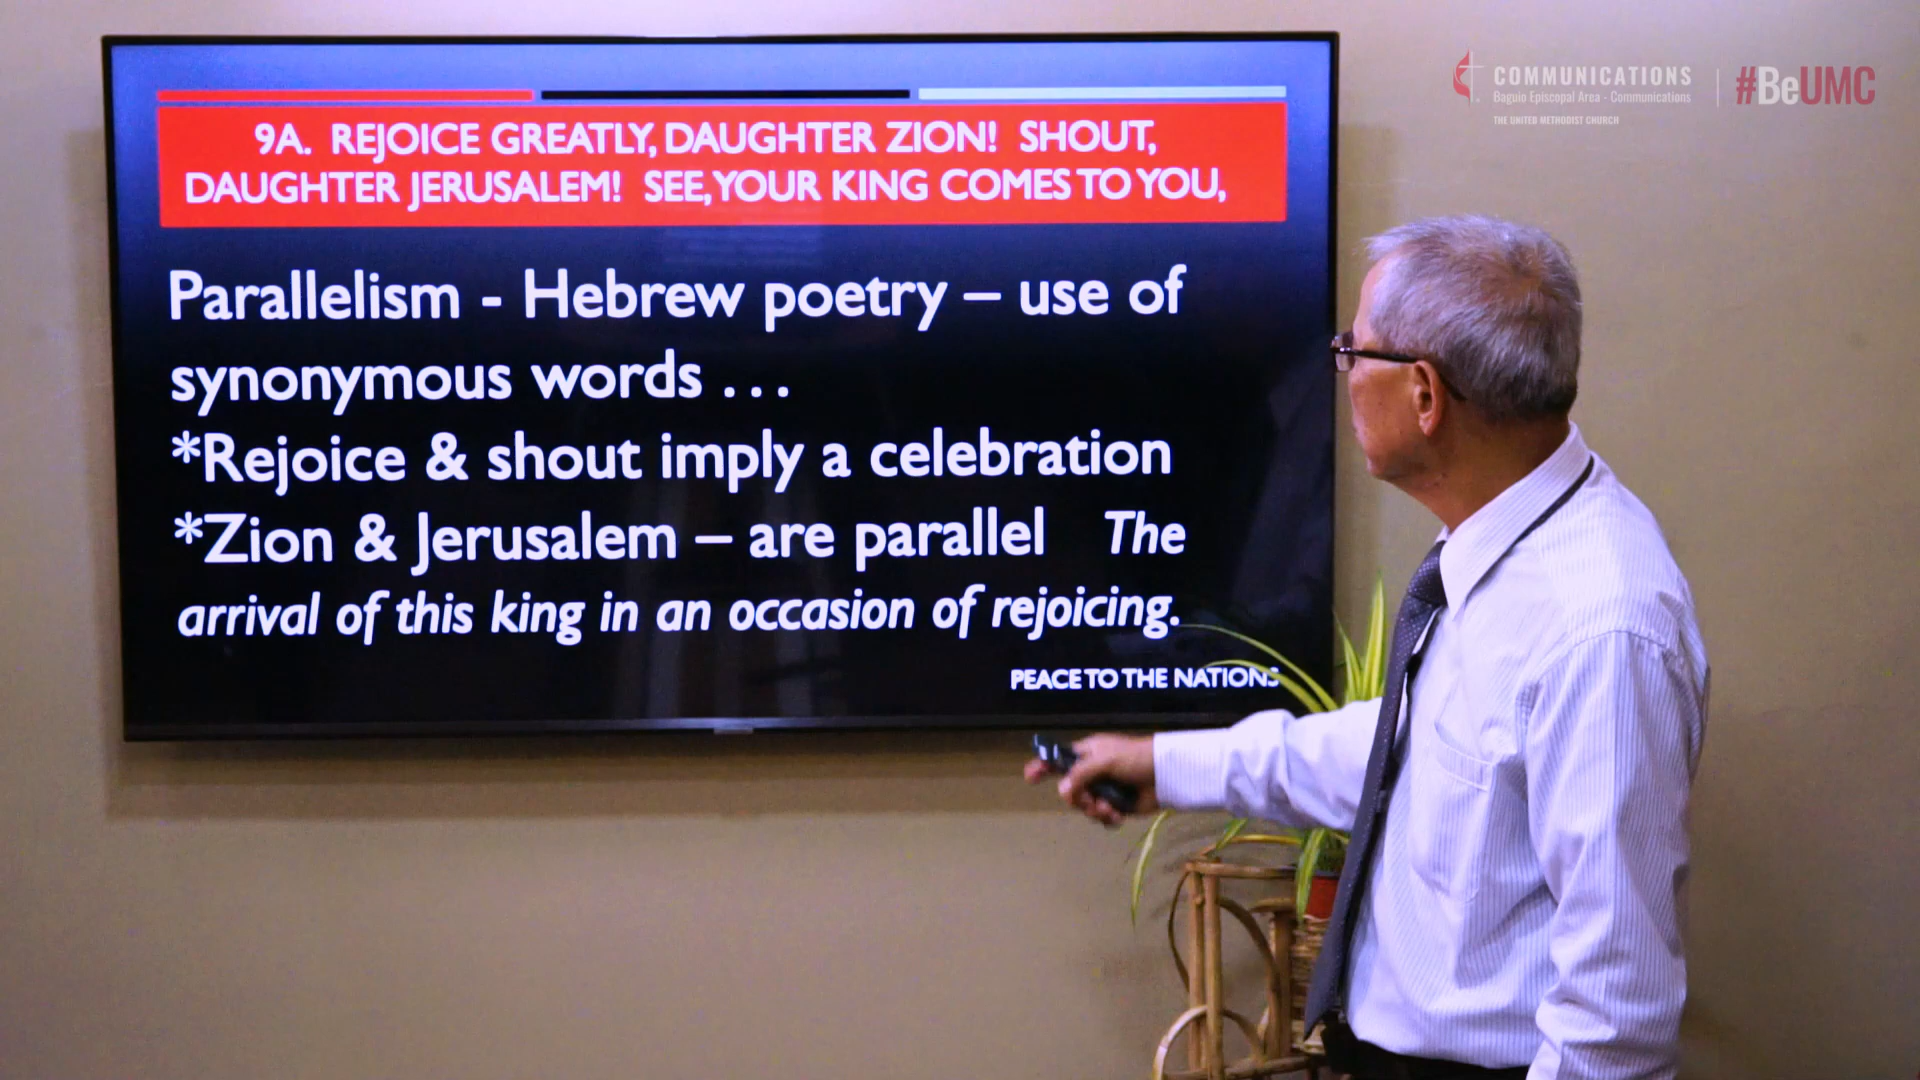 9A. REJOICE GREATLY, DAUGHTER ZION! SHOUT,
DAUGHTER JERUSALEM! SEE, YOUR KING COMES TO YOU,
Parallelism - Hebrew poetry – use of
synonymous words ...
*Rejoice & shout imply a celebration
*Zion & Jerusalem – are parallel The
arrival of this king in an occasion of rejoicing.
PEACE TO THE NATIONS
COMMUNICATIONS
Baguio Episcopal Area - Communications
THE UNITED METHODIST CHURCH
#BeUMC